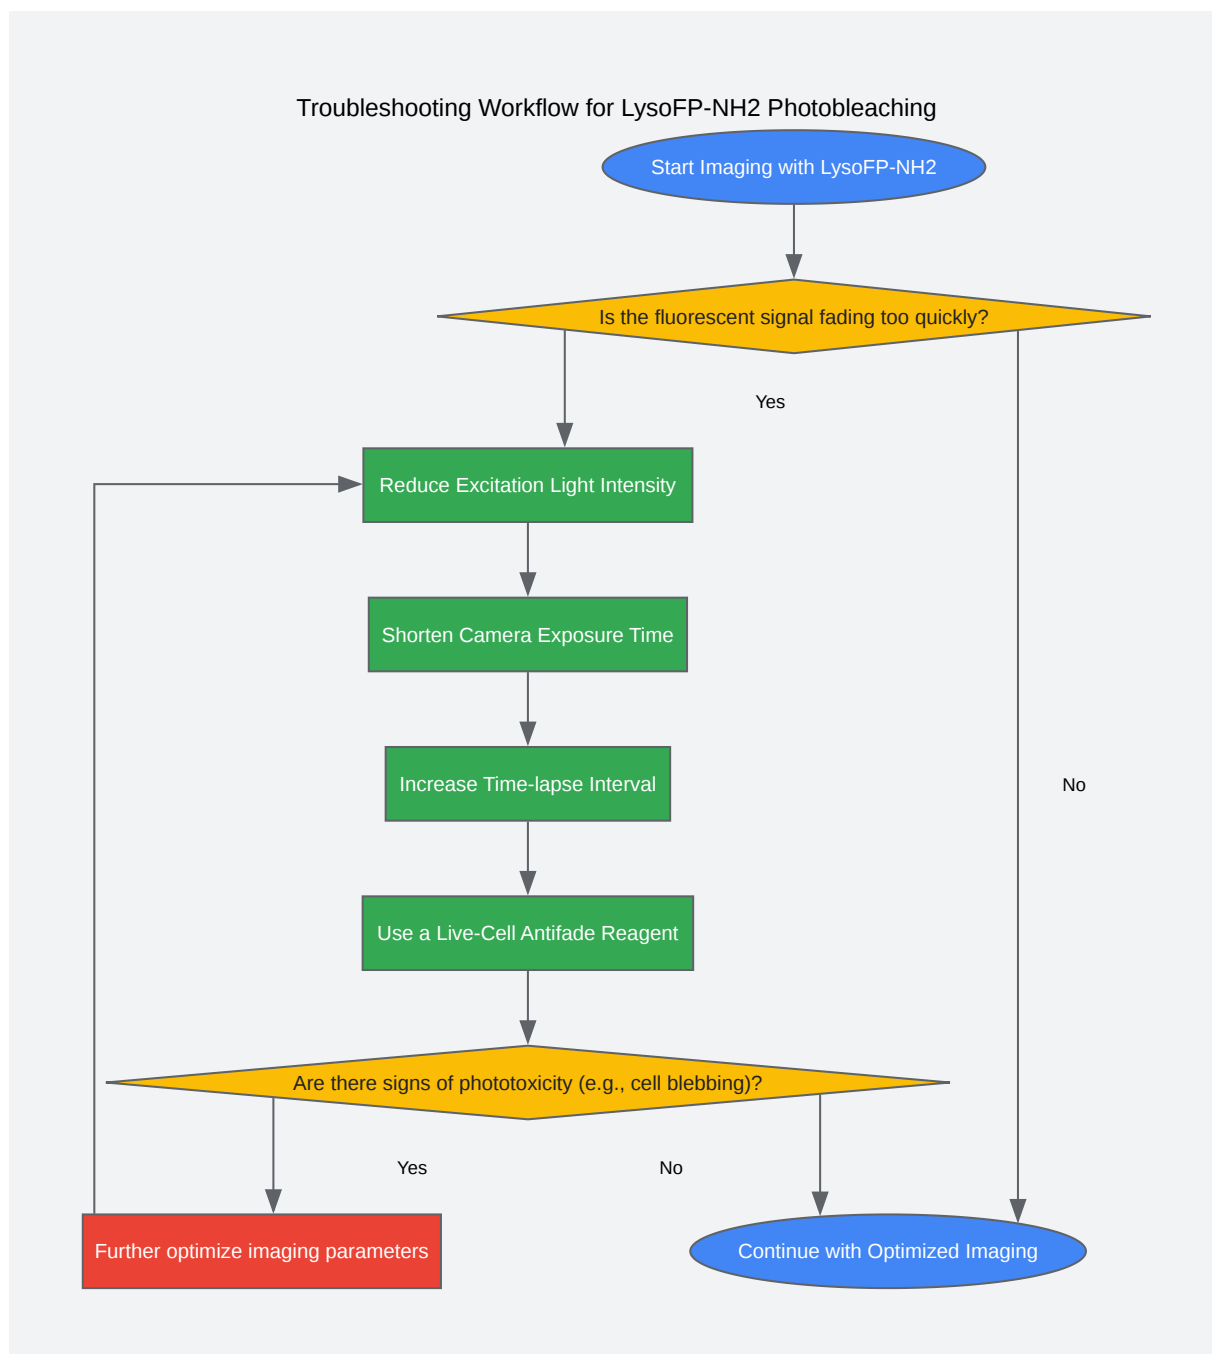 Troubleshooting Workflow for LysoFP-NH2 Photobleaching
Start Imaging with LysoFP-NH2
Is the fluorescent signal fading too quickly?
Yes
Reduce Excitation Light Intensity
Shorten Camera Exposure Time
Increase Time-lapse Interval
No
Use a Live-Cell Antifade Reagent
Are there signs of phototoxicity (e.g., cell blebbing)?
Yes
No
Further optimize imaging parameters
Continue with Optimized Imaging